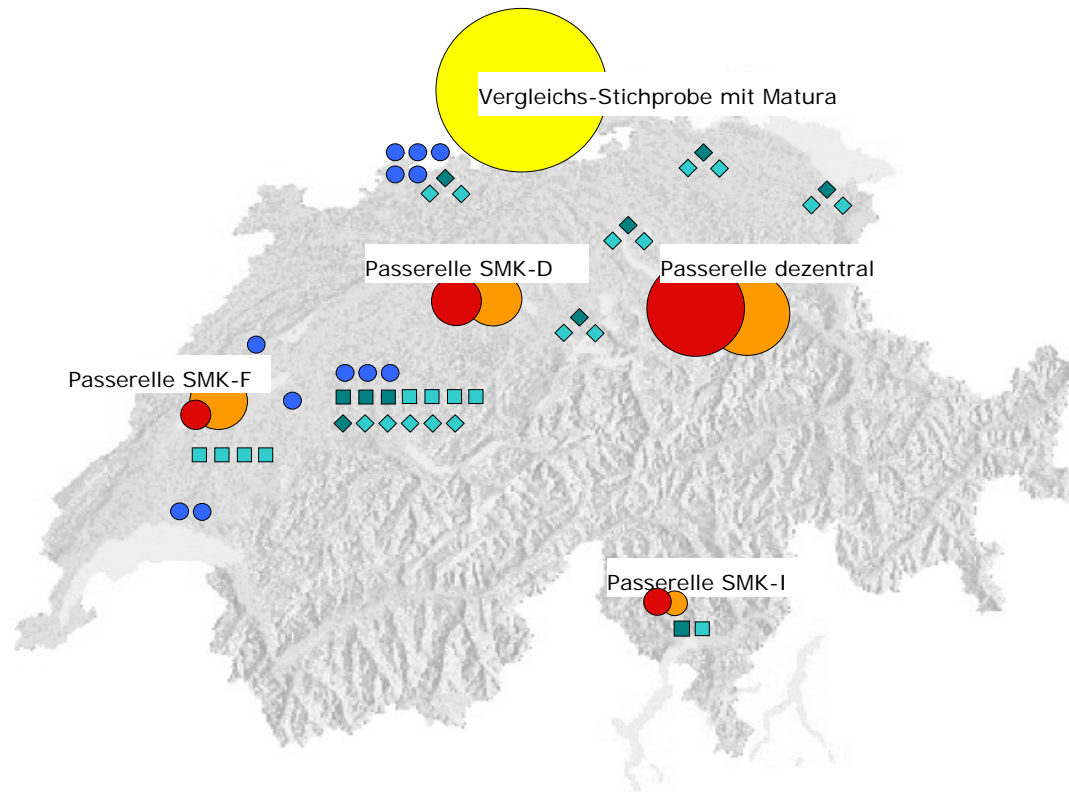 Vergleichs-Stichprobe mit Matura
Passerelle SMK-D
Passerelle dezentral
Passerelle SMK-F
Passerelle SMK-I